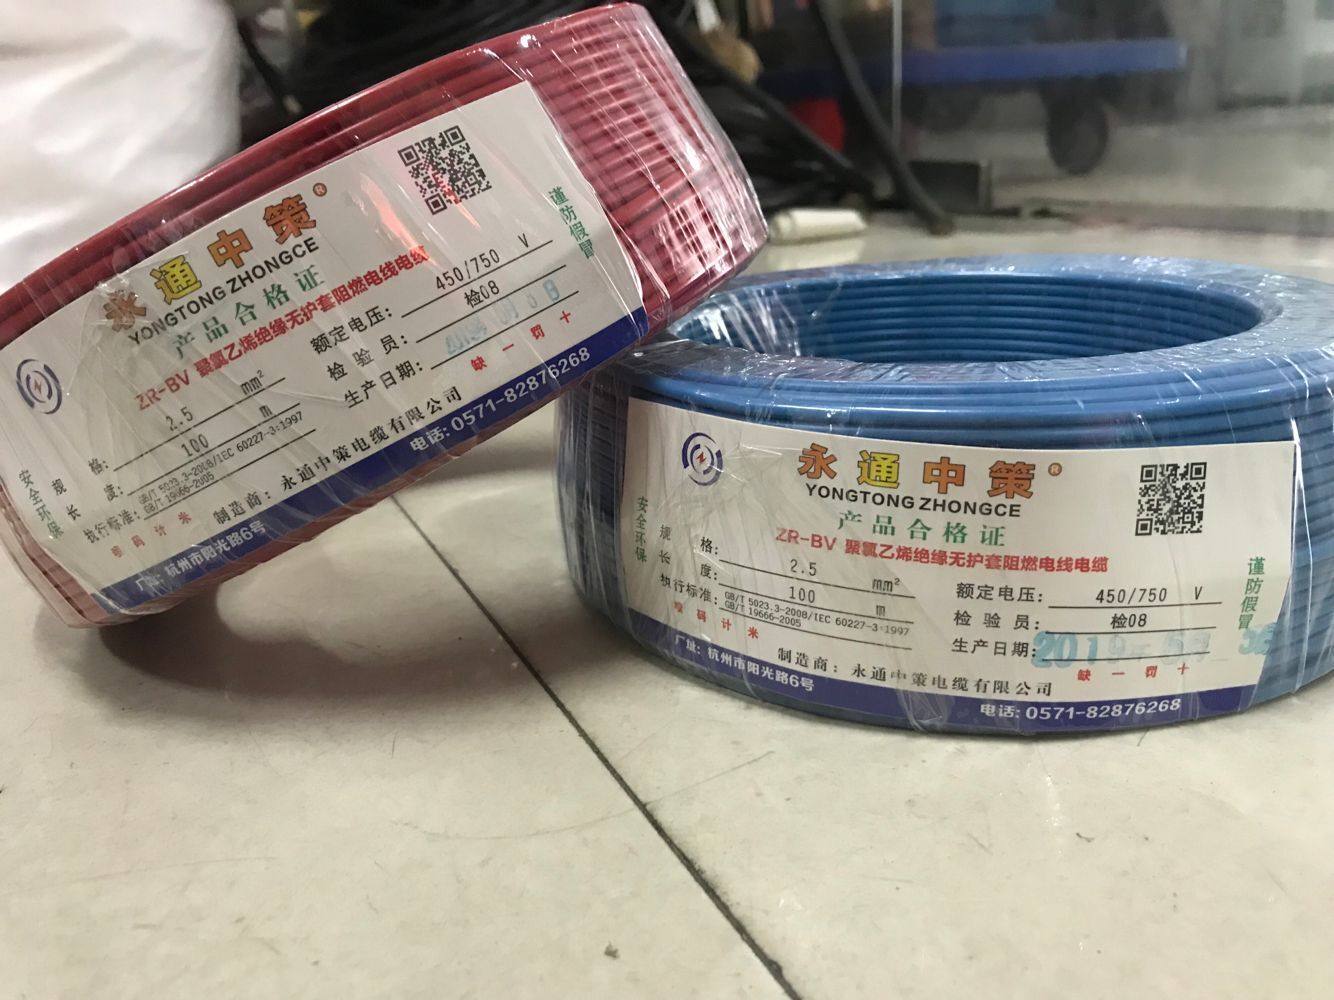 永通中策®
YONGTONG ZHONGCE
产品合格证
谨防假冒
ZR-BV 聚氯乙烯绝缘无护套阻燃电线电缆
安全环保
规 格: 2.5 mm²
长 度: 100 m
执行标准: GB/T 5023.3-2008/IEC 60227-3:1997
GB/T 19666-2005
喷码计米
额定电压: 450/750 V
检验员: 检08
生产日期:
缺一罚十
制造商: 永通中策电缆有限公司
厂址: 杭州市阳光路6号
电话: 0571-82876268
永通中策®
YONGTONG ZHONGCE
产品合格证
谨防假冒
ZR-BV 聚氯乙烯绝缘无护套阻燃电线电缆
安全环保
规 格: 2.5 mm²
长 度: 100 m
执行标准: GB/T 5023.3-2008/IEC 60227-3:1997
GB/T 19666-2005
喷码计米
额定电压: 450/750 V
检验员: 检08
生产日期: 2019
缺一罚十
制造商: 永通中策电缆有限公司
厂址: 杭州市阳光路6号
电话: 0571-82876268